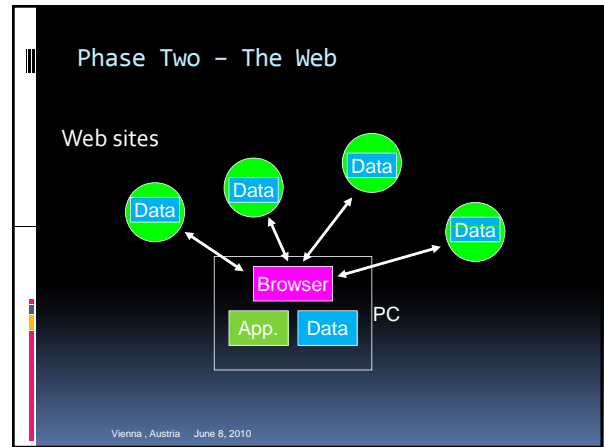 Phase Two – The Web
Web sites
Data
Data
Data
Data
Browser
PC
App.
Data
Vienna , Austria June 8, 2010